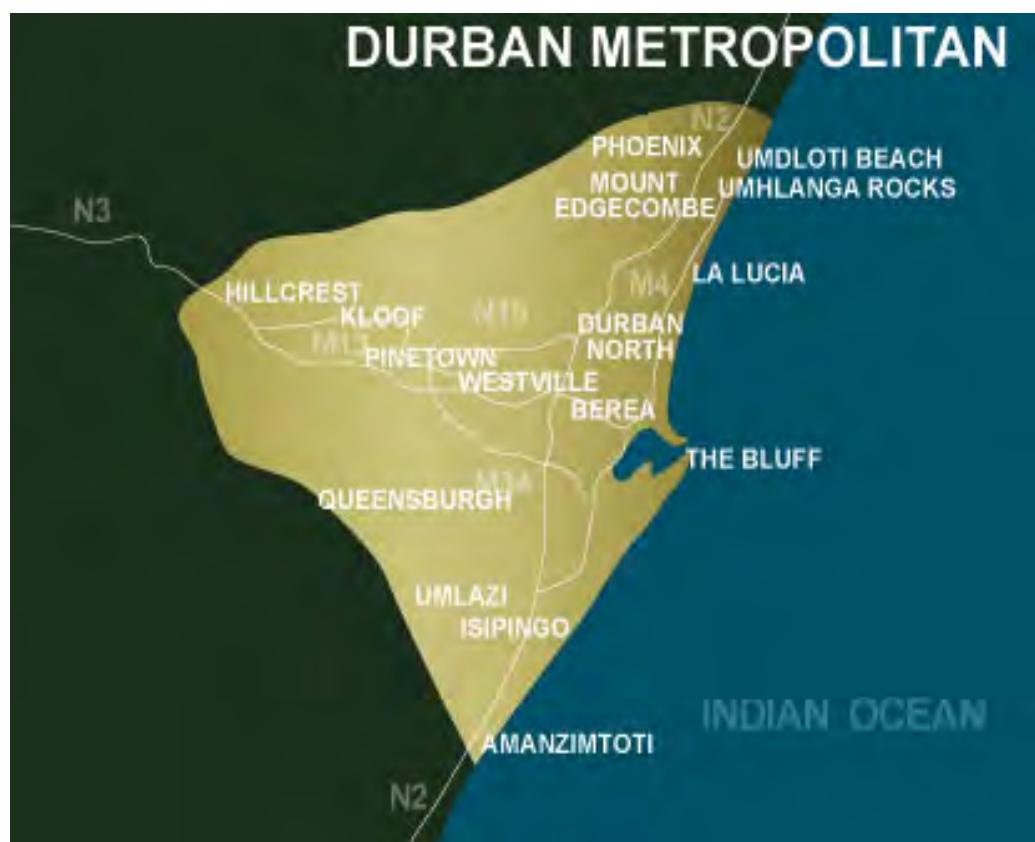 DURBAN METROPOLITAN
N2
PHOENIX
UMDLOTI BEACH
MOUNT
EDGECOMBE
UMHLANGA ROCKS
N3
LA LUCIA
M4
HILLCREST
KLOOF
DURBAN
NORTH
PINETOWN
WESTVILLE
BEREA
THE BLUFF
QUEENSBURGH
UMLAZI
ISIPINGO
INDIAN OCEAN
AMANZIMTOTI
N2